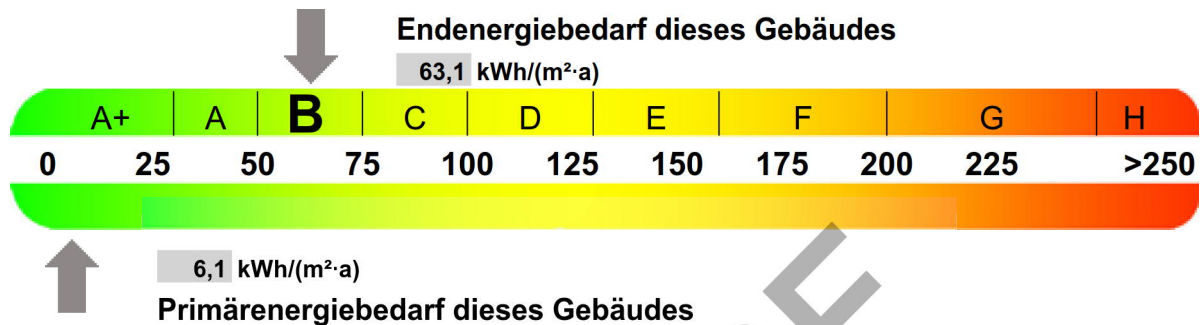 Endenergiebedarf dieses Gebäudes
63,1 kWh/(m²·a)
A+ A B C D E F G H
0 25 50 75 100 125 150 175 200 225 >250
6,1 kWh/(m²·a)
Primärenergiebedarf dieses Gebäudes